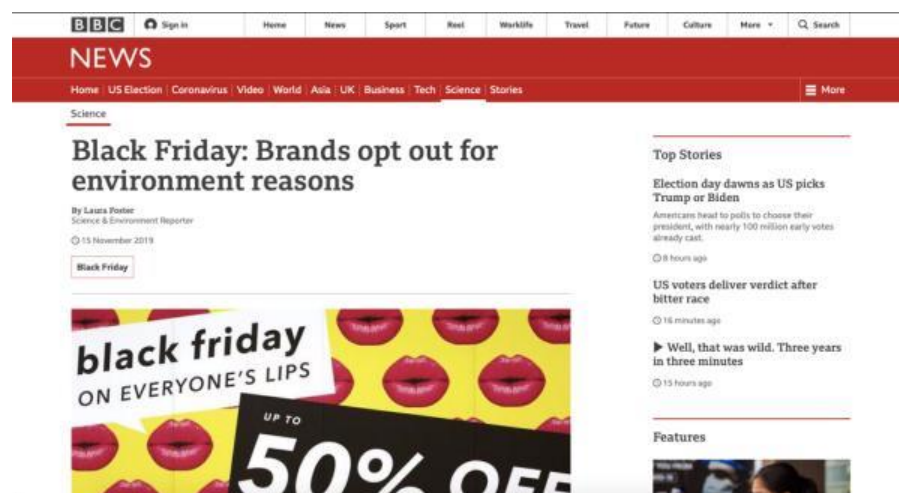 BBC Sign in Home News Sport Reel Worklife Travel Future Culture More Search
NEWS
Home US Election Coronavirus Video World Asia UK Business Tech Science Stories More
Science
Black Friday: Brands opt out for
environment reasons
By Laura Foster
Science & Environment Reporter
15 November 2019
Black Friday
black friday
ON EVERYONE'S LIPS
UP TO
50% OFF
Top Stories
Election day dawns as US picks
Trump or Biden
Americans head to polls to choose their
president, with nearly 100 million early votes
already cast.
8 hours ago
US voters deliver verdict after
bitter race
16 minutes ago
Well, that was wild. Three years
in three minutes
15 hours ago
Features